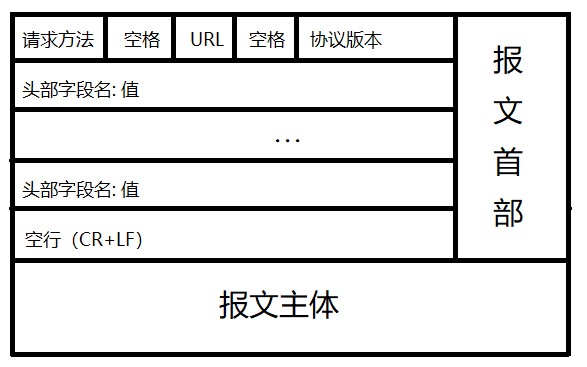 请求方法 空格 URL 空格 协议版本
头部字段名: 值
...
头部字段名: 值
空行（CR+LF）
报文首部
报文主体